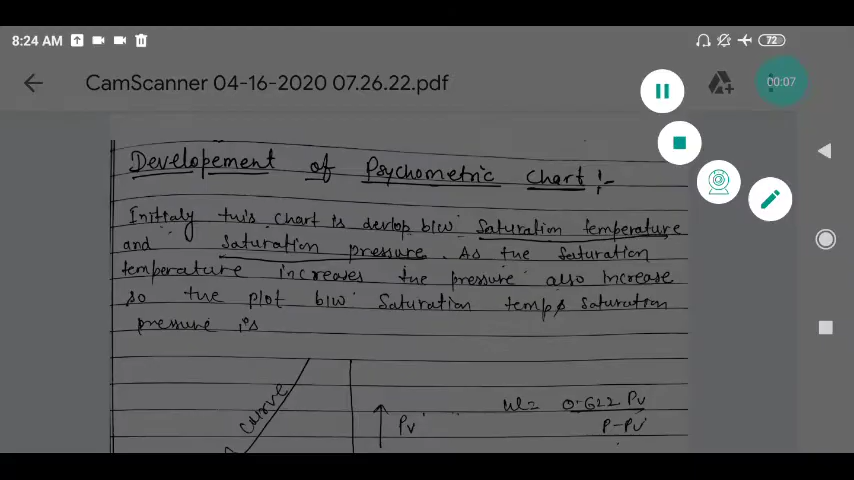 8:24 AM
72
CamScanner 04-16-2020 07.26.22.pdf
00:07
Developement of Psychometric Chart :-
Initialy this chart is devlop b/w Saturation temperature
and Saturation pressure. As the Saturation
temperature increases the pressure also increase
so the plot b/w Saturation temp & Saturation
pressure is
curve
Pv
W = 0.622 Pv
P-Pv